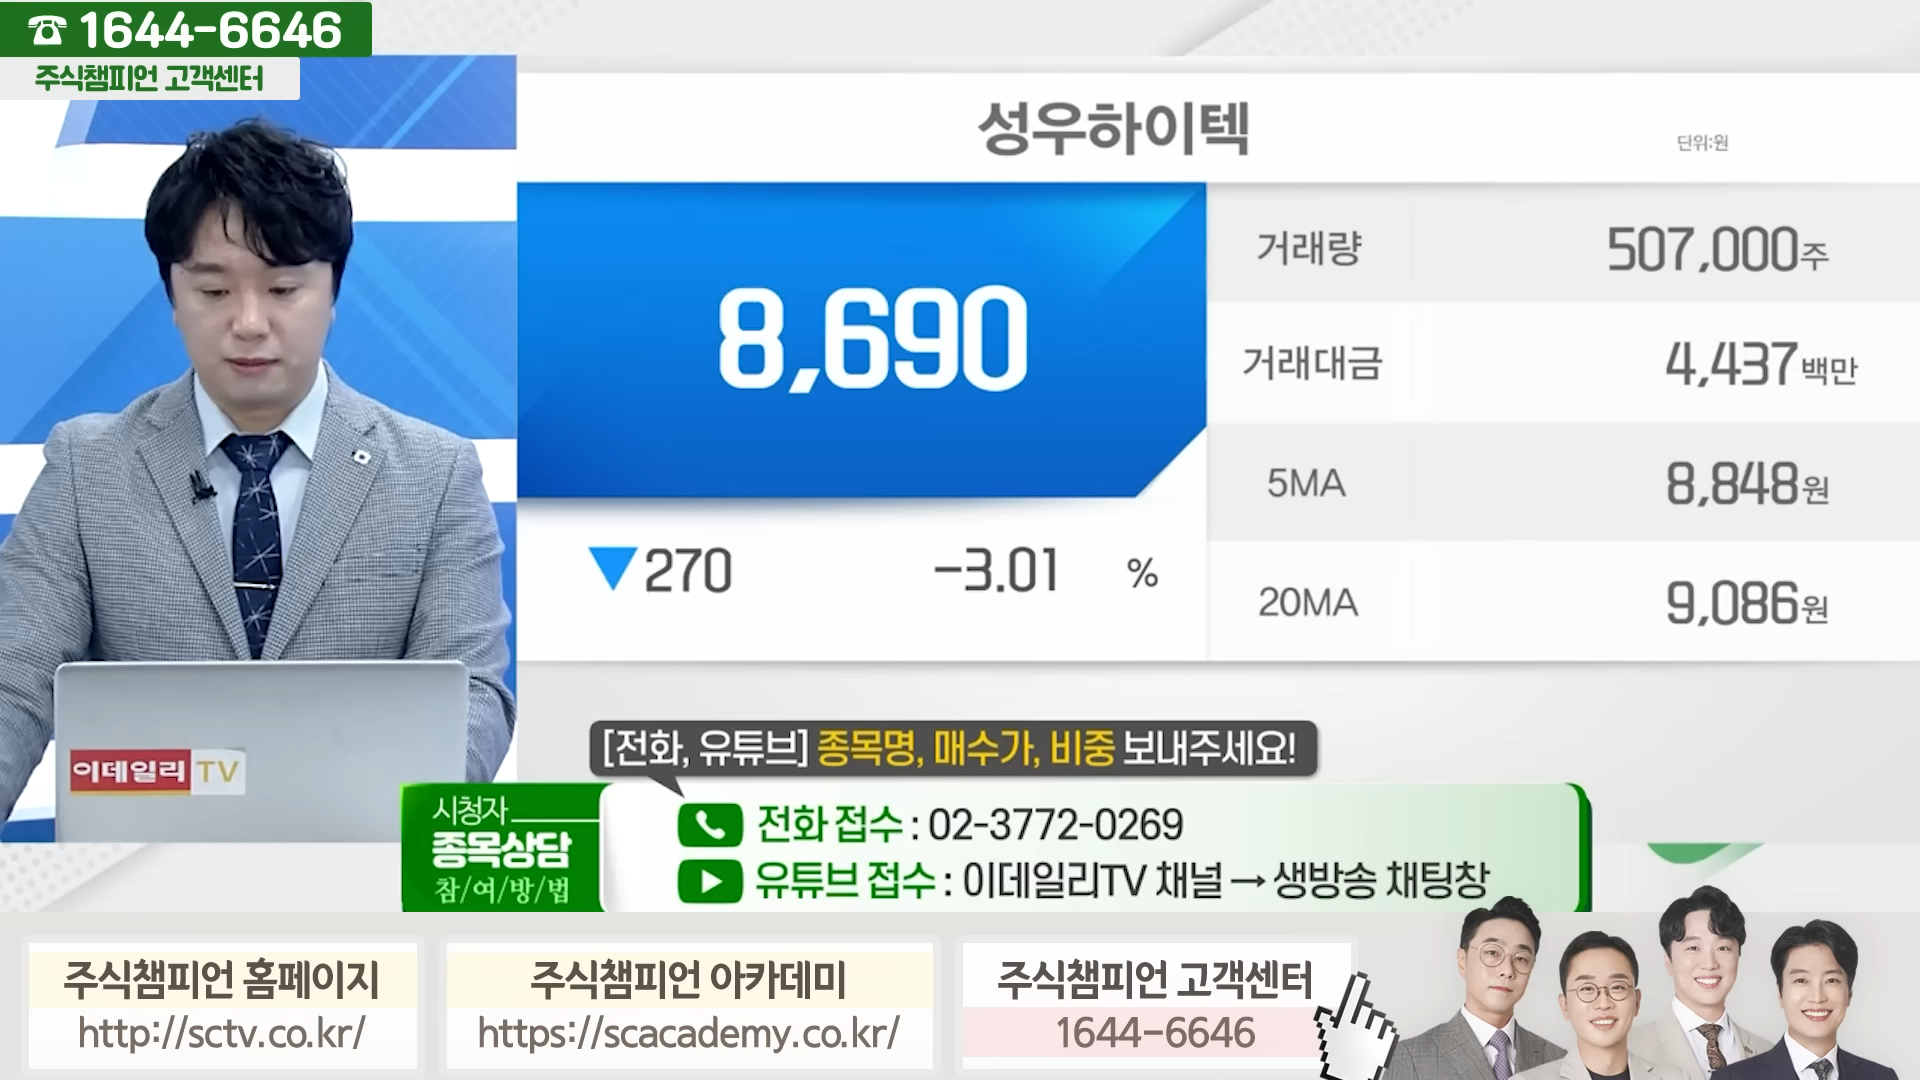 ☎ 1644-6646
주식챔피언 고객센터
성우하이텍
단위:원
8,690
▼270 -3.01 %
거래량 507,000주
거래대금 4,437백만
5MA 8,848원
20MA 9,086원
이데일리TV
[전화, 유튜브] 종목명, 매수가, 비중 보내주세요!
시청자
종목상담
참/여/방/법
전화 접수 : 02-3772-0269
유튜브 접수 : 이데일리TV 채널 → 생방송 채팅창
주식챔피언 홈페이지
http://sctv.co.kr/
주식챔피언 아카데미
https://scacademy.co.kr/
주식챔피언 고객센터
1644-6646